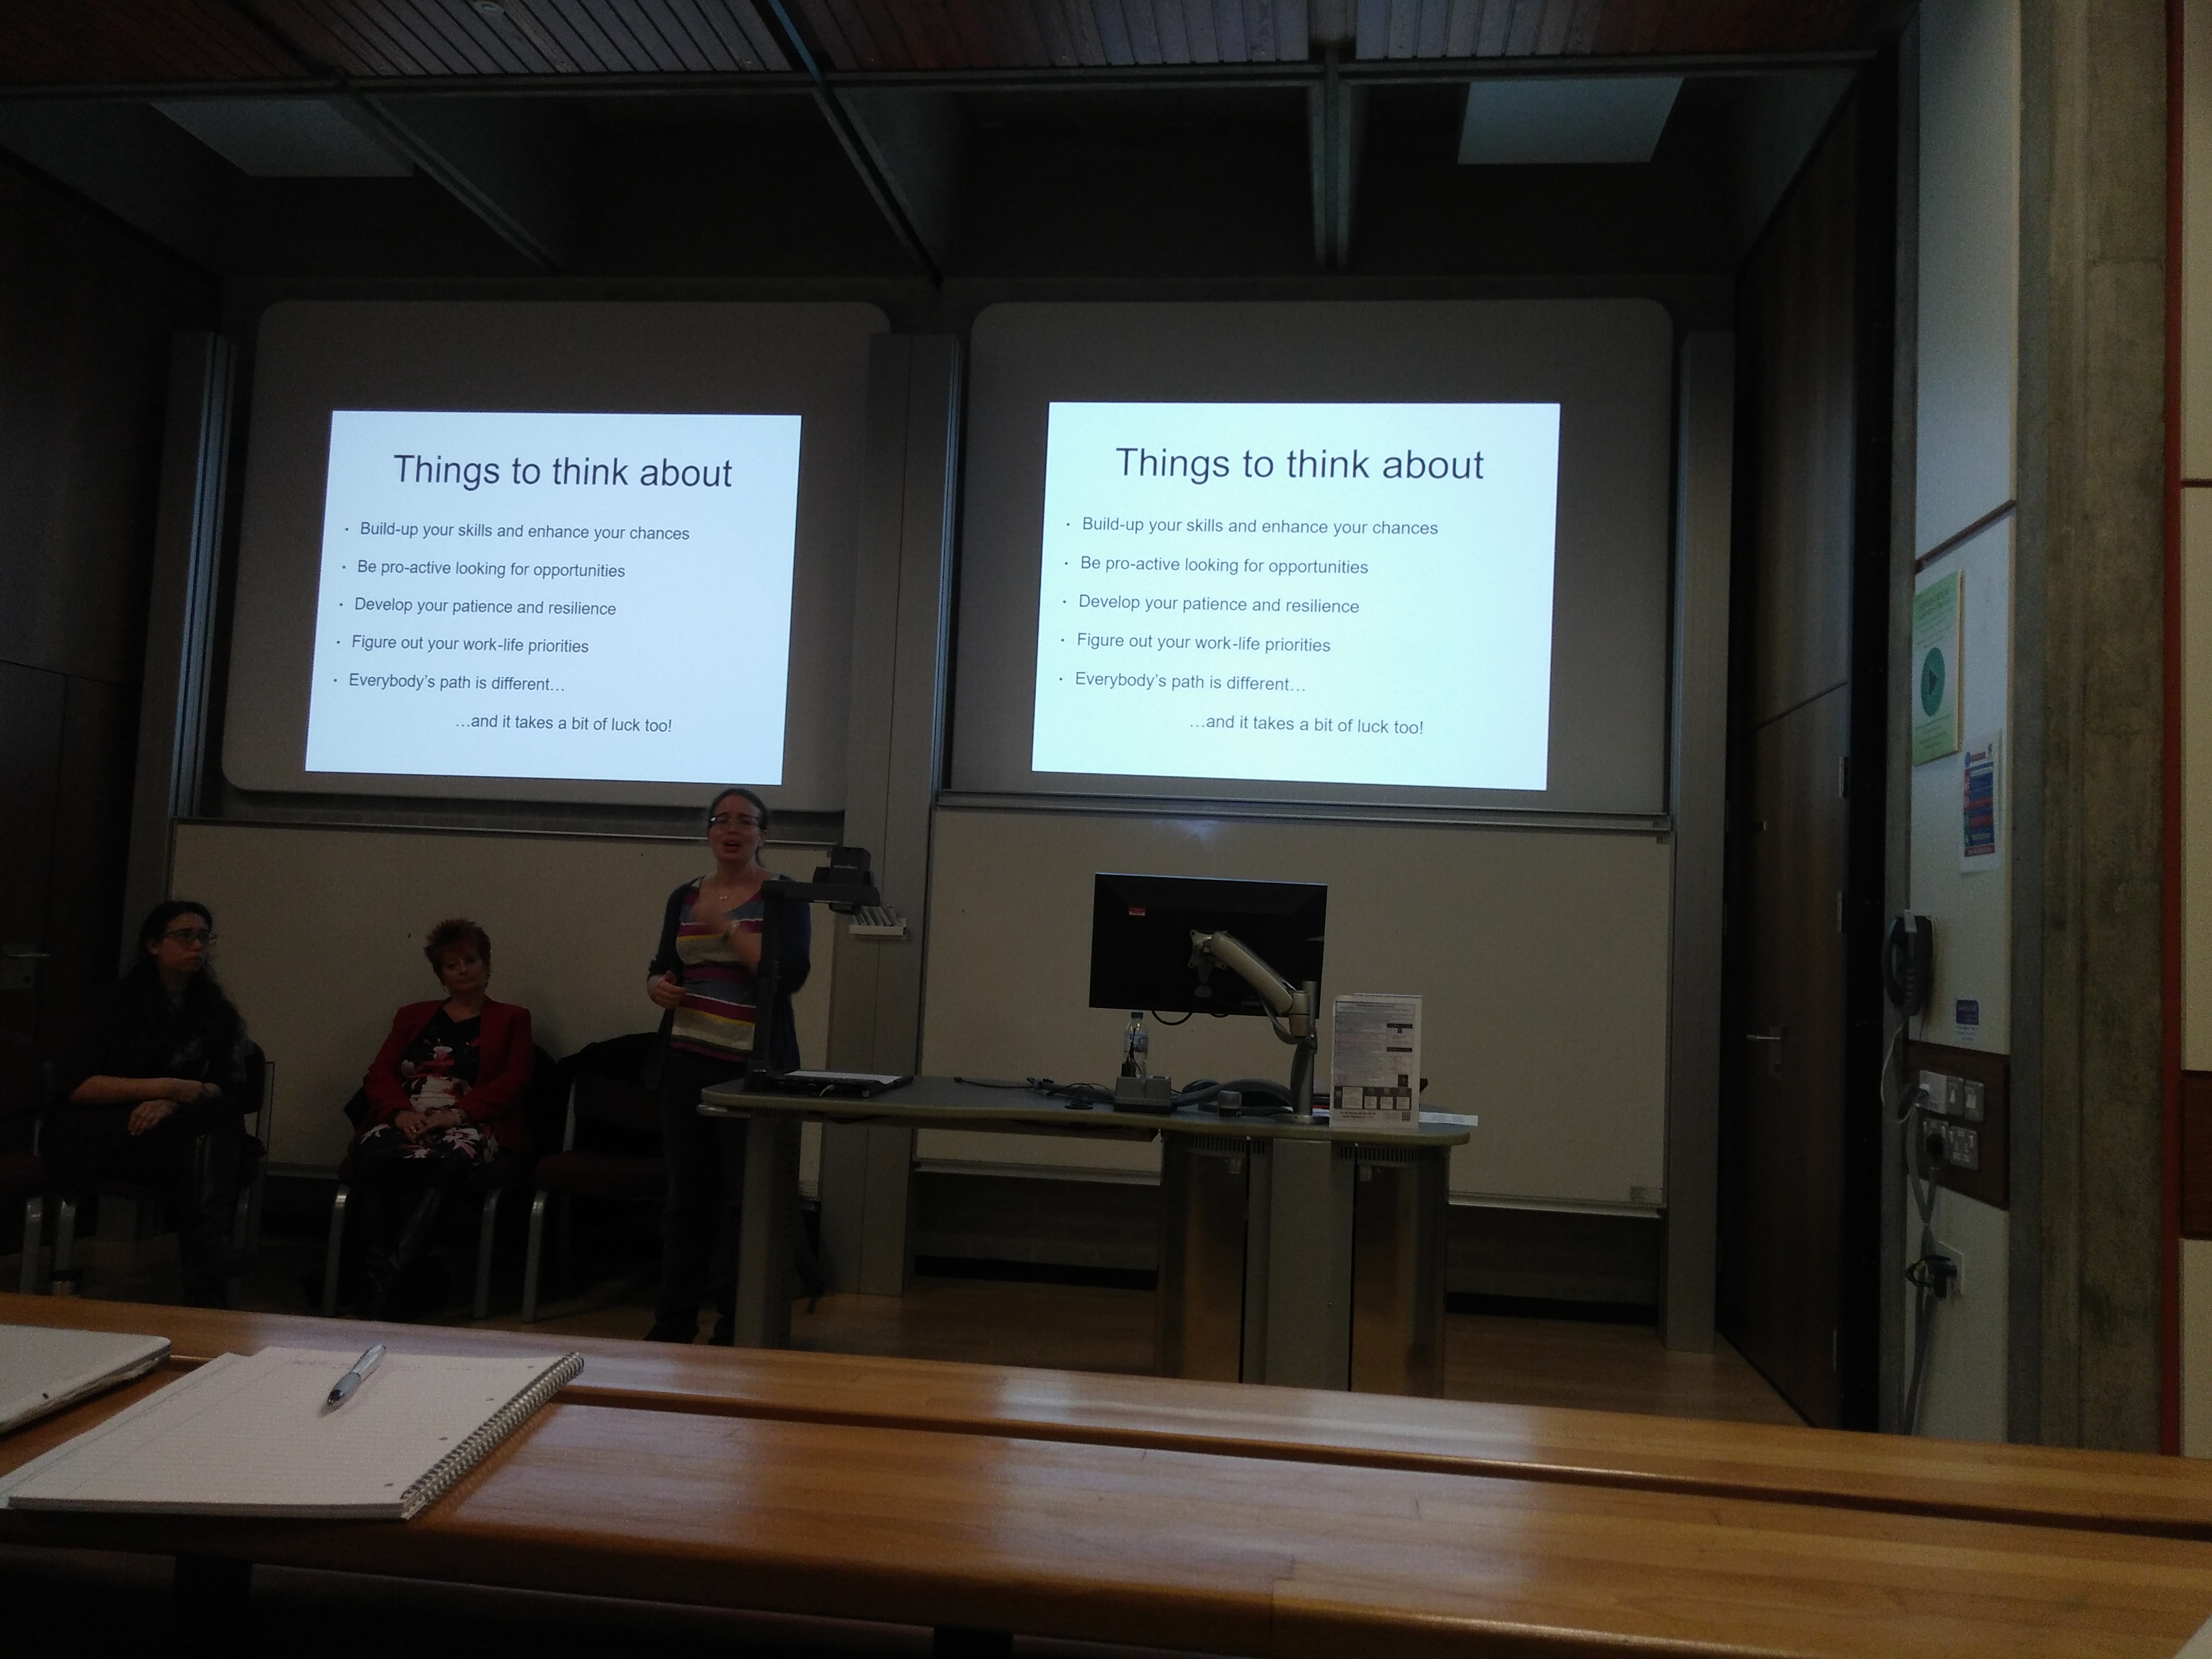 Things to think about
Build-up your skills and enhance your chances
Be pro-active looking for opportunities
Develop your patience and resilience
Figure out your work-life priorities
Everybody's path is different…
…and it takes a bit of luck too!
Things to think about
Build-up your skills and enhance your chances
Be pro-active looking for opportunities
Develop your patience and resilience
Figure out your work-life priorities
Everybody's path is different…
…and it takes a bit of luck too!